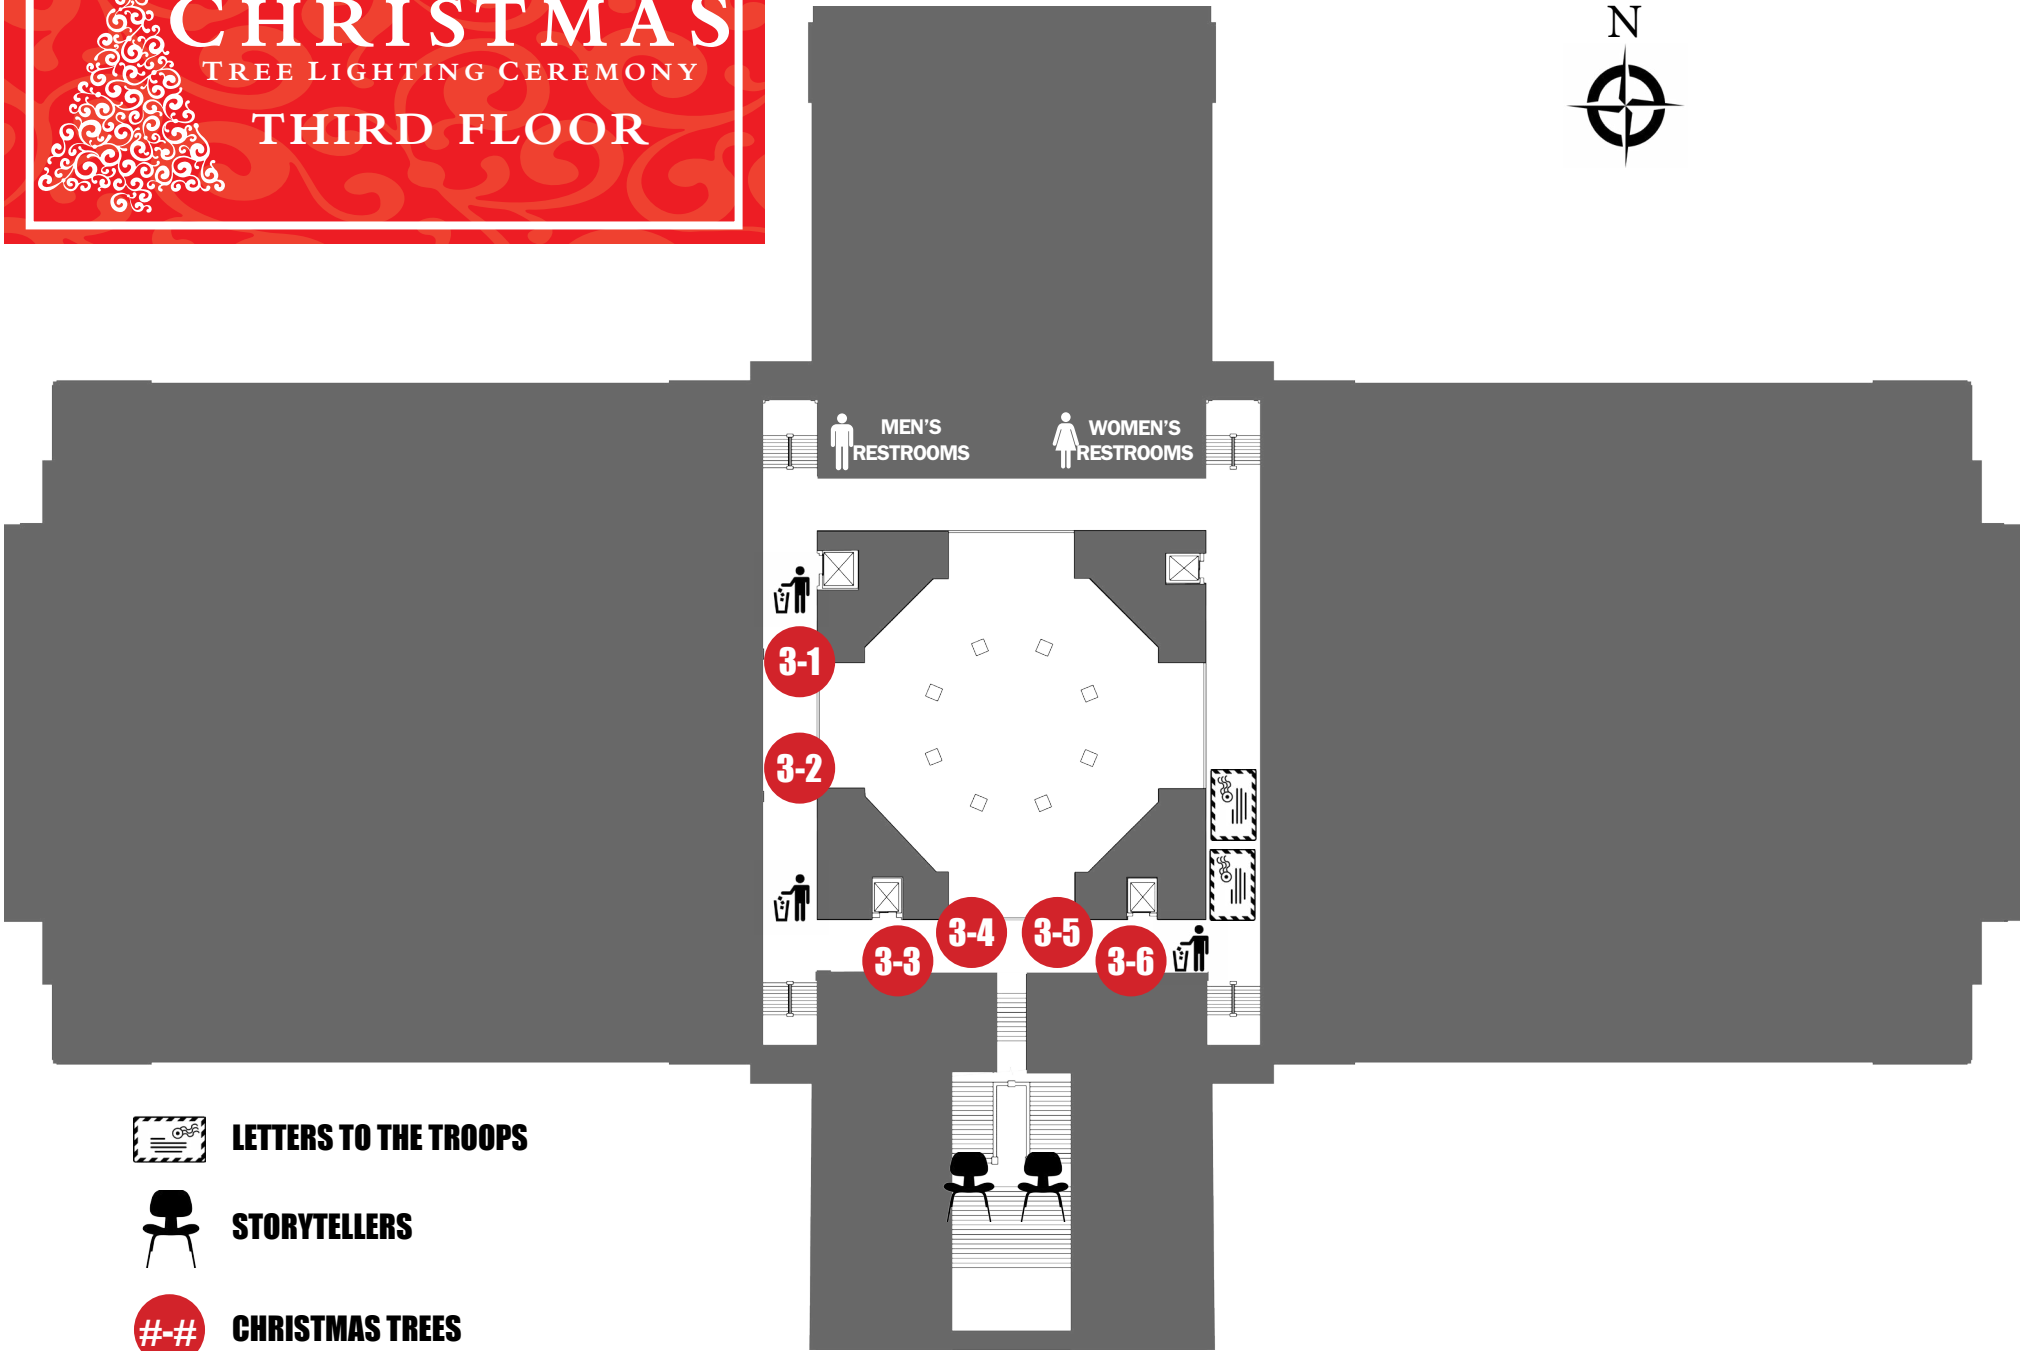 CHRISTMAS
TREE LIGHTING CEREMONY
THIRD FLOOR
N
MEN'S
RESTROOMS
WOMEN'S
RESTROOMS
3-1
3-2
3-3
3-4
3-5
3-6
LETTERS TO THE TROOPS
STORYTELLERS
#-#
CHRISTMAS TREES